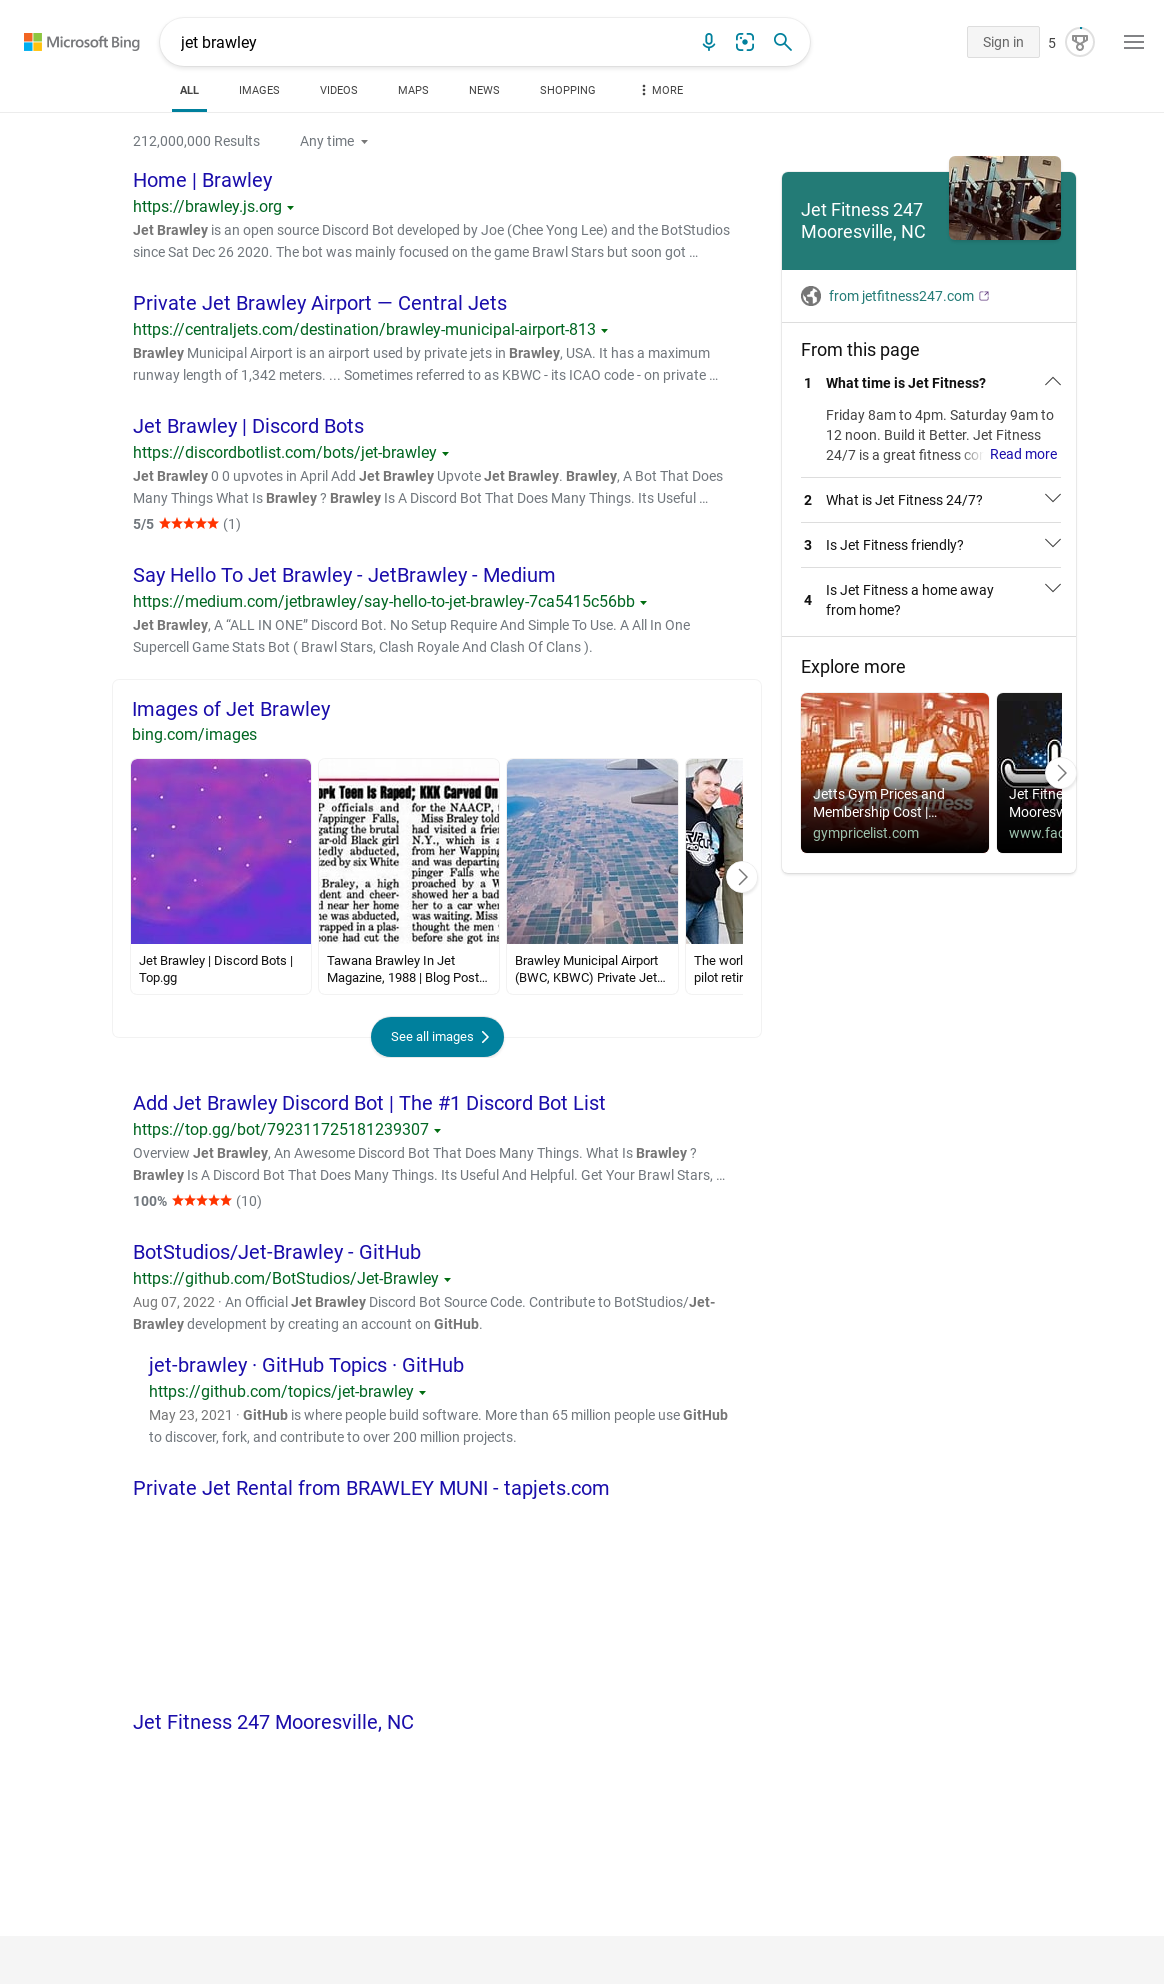 Microsoft Bing
jet brawley
Sign in
5
ALL
IMAGES
VIDEOS
MAPS
NEWS
SHOPPING
MORE
212,000,000 Results
Any time
Home | Brawley
https://brawley.js.org
Jet Brawley is an open source Discord Bot developed by Joe (Chee Yong Lee) and the BotStudios
since Sat Dec 26 2020. The bot was mainly focused on the game Brawl Stars but soon got …
Private Jet Brawley Airport — Central Jets
https://centraljets.com/destination/brawley-municipal-airport-813
Brawley Municipal Airport is an airport used by private jets in Brawley, USA. It has a maximum
runway length of 1,342 meters. ... Sometimes referred to as KBWC - its ICAO code - on private …
Jet Brawley | Discord Bots
https://discordbotlist.com/bots/jet-brawley
Jet Brawley 0 0 upvotes in April Add Jet Brawley Upvote Jet Brawley. Brawley, A Bot That Does
Many Things What Is Brawley ? Brawley Is A Discord Bot That Does Many Things. Its Useful …
5/5 ★★★★★ (1)
Say Hello To Jet Brawley - JetBrawley - Medium
https://medium.com/jetbrawley/say-hello-to-jet-brawley-7ca5415c56bb
Jet Brawley, A “ALL IN ONE” Discord Bot. No Setup Require And Simple To Use. A All In One
Supercell Game Stats Bot ( Brawl Stars, Clash Royale And Clash Of Clans ).
Images of Jet Brawley
bing.com/images
ork Teen Is Raped; KKK Carved On
P officials and
Wappinger Falls,
gating the brutal
ar-old Black girl
tedly abducted,
ized by six White
Braley, a high
dent and cheer-
d near her home
he was abducted,
rapped in a plas-
eone had cut the
for the NAACP, t
Miss Braley told
had visited a frien
N.Y., which is a
from her Wapping
and was departing
pinger Falls whe
proached by a W
showed her a bad
her to a car when
was waiting. Miss
thought the men
before she got ins
Jet Brawley | Discord Bots |
Top.gg
Tawana Brawley In Jet
Magazine, 1988 | Blog Post…
Brawley Municipal Airport
(BWC, KBWC) Private Jet…
The worl
pilot retir
See all images
Add Jet Brawley Discord Bot | The #1 Discord Bot List
https://top.gg/bot/792311725181239307
Overview Jet Brawley, An Awesome Discord Bot That Does Many Things. What Is Brawley ?
Brawley Is A Discord Bot That Does Many Things. Its Useful And Helpful. Get Your Brawl Stars, …
100% ★★★★★ (10)
BotStudios/Jet-Brawley - GitHub
https://github.com/BotStudios/Jet-Brawley
Aug 07, 2022 · An Official Jet Brawley Discord Bot Source Code. Contribute to BotStudios/Jet-
Brawley development by creating an account on GitHub.
jet-brawley · GitHub Topics · GitHub
https://github.com/topics/jet-brawley
May 23, 2021 · GitHub is where people build software. More than 65 million people use GitHub
to discover, fork, and contribute to over 200 million projects.
Private Jet Rental from BRAWLEY MUNI - tapjets.com
Jet Fitness 247 Mooresville, NC
Jet Fitness 247
Mooresville, NC
from jetfitness247.com
From this page
1 What time is Jet Fitness?
Friday 8am to 4pm. Saturday 9am to
12 noon. Build it Better. Jet Fitness
24/7 is a great fitness co Read more
2 What is Jet Fitness 24/7?
3 Is Jet Fitness friendly?
4 Is Jet Fitness a home away
from home?
Explore more
jetts
24 hour fitness
Jetts Gym Prices and
Membership Cost |…
gympricelist.com
Jet Fitne
Mooresv
www.fac